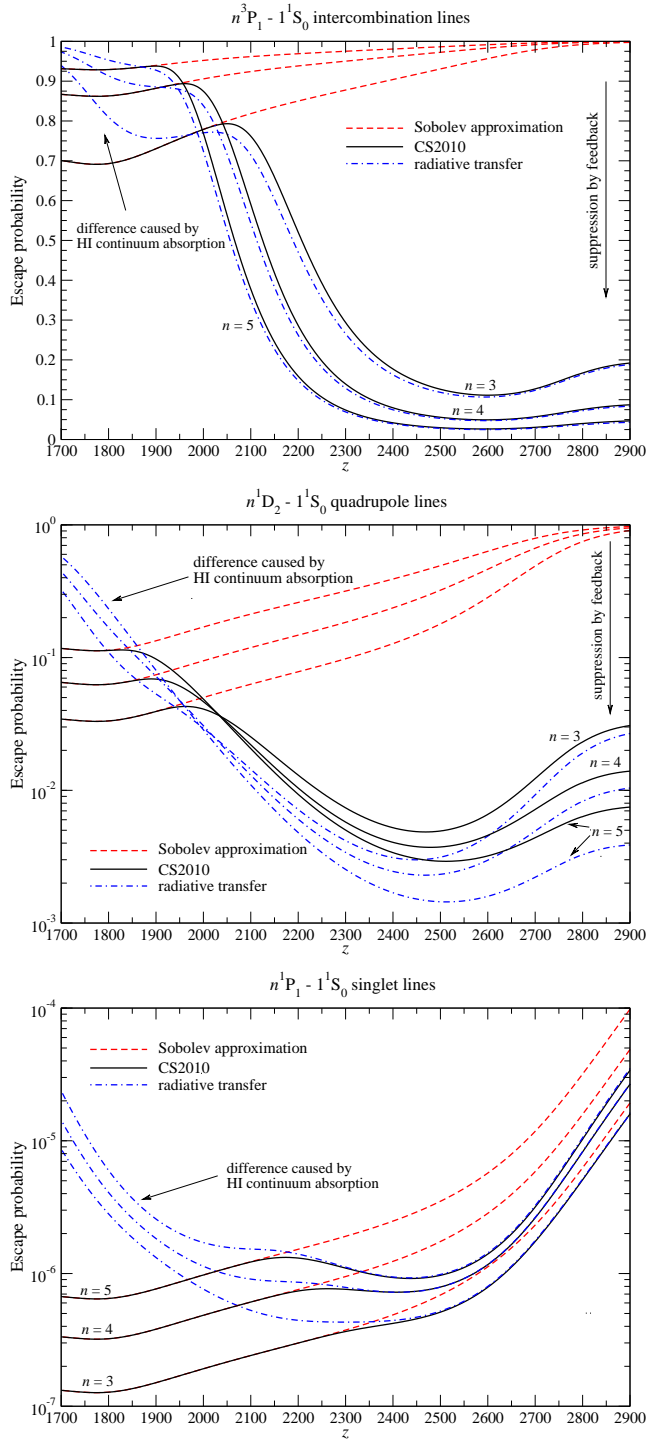 n³P₁ - 1¹S₀ intercombination lines
1
0.9
0.8
0.7
0.6
0.5
0.4
0.3
0.2
0.1
0
Escape probability
Sobolev approximation
CS2010
radiative transfer
difference caused by
HI continuum absorption
suppression by feedback
n = 5
n = 3
n = 4
1700 1800 1900 2000 2100 2200 2300 2400 2500 2600 2700 2800 2900
z
n¹D₂ - 1¹S₀ quadrupole lines
10⁰
10⁻¹
10⁻²
10⁻³
Escape probability
difference caused by
HI continuum absorption
suppression by feedback
n = 3
n = 4
n = 5
Sobolev approximation
CS2010
radiative transfer
1700 1800 1900 2000 2100 2200 2300 2400 2500 2600 2700 2800 2900
z
n¹P₁ - 1¹S₀ singlet lines
10⁻⁴
10⁻⁵
10⁻⁶
10⁻⁷
Escape probability
Sobolev approximation
CS2010
radiative transfer
difference caused by
HI continuum absorption
n = 5
n = 4
n = 3
1700 1800 1900 2000 2100 2200 2300 2400 2500 2600 2700 2800 2900
z